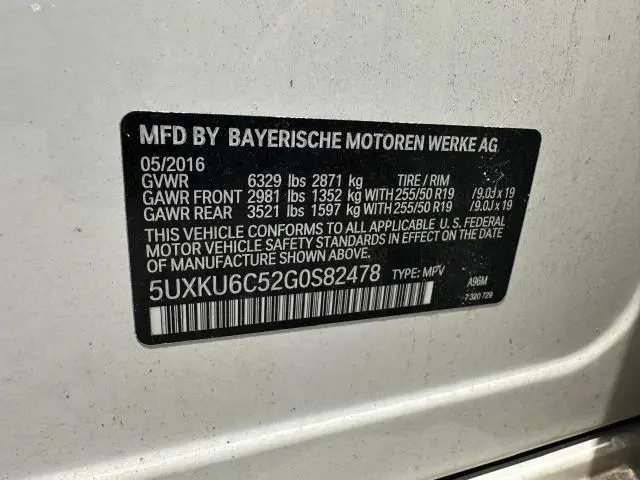 MFD BY BAYERISCHE MOTOREN WERKE AG
05/2016
GVWR 6329 lbs 2871 kg TIRE / RIM
GAWR FRONT 2981 lbs 1352 kg WITH 255/50 R19 / 9.0J x 19
GAWR REAR 3521 lbs 1597 kg WITH 255/50 R19 / 9.0J x 19
THIS VEHICLE CONFORMS TO ALL APPLICABLE U. S. FEDERAL
MOTOR VEHICLE SAFETY STANDARDS IN EFFECT ON THE DATE
OF MANUFACTURE SHOWN ABOVE.
5UXKU6C52G0S82478 TYPE: MPV A96M
7 320 729